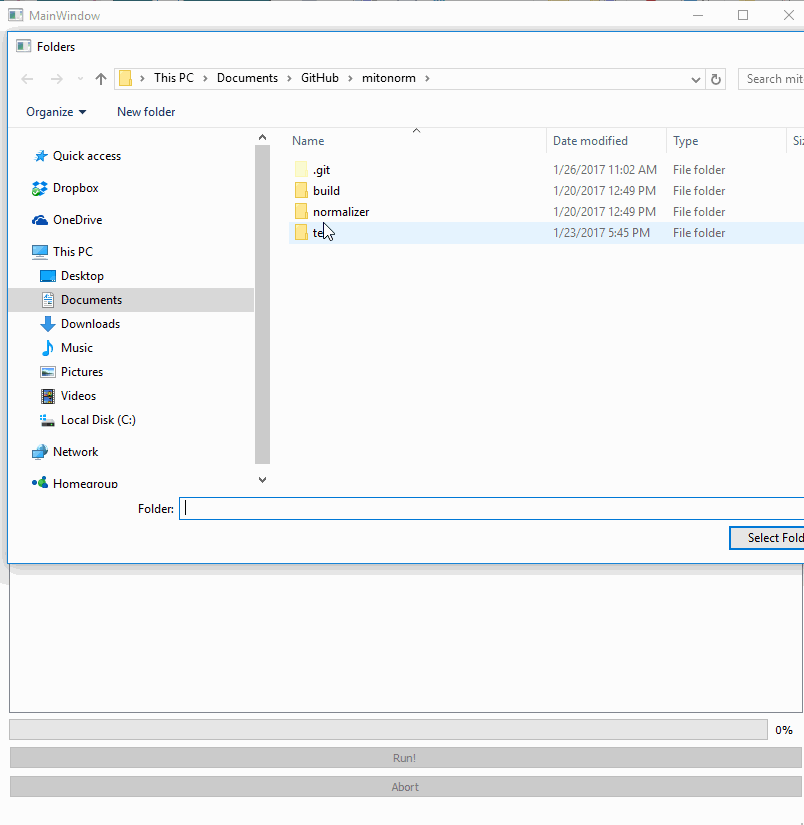 MainWindow
Folders
This PC Documents GitHub mitonorm
Search mit
Organize New folder
Name Date modified Type Siz
Quick access
Dropbox
OneDrive
This PC
Desktop
Documents
Downloads
Music
Pictures
Videos
Local Disk (C:)
Network
Homegroup
.git 1/26/2017 11:02 AM File folder
build 1/20/2017 12:49 PM File folder
normalizer 1/20/2017 12:49 PM File folder
te 1/23/2017 5:45 PM File folder
Folder:
Select Fold
0%
Run!
Abort